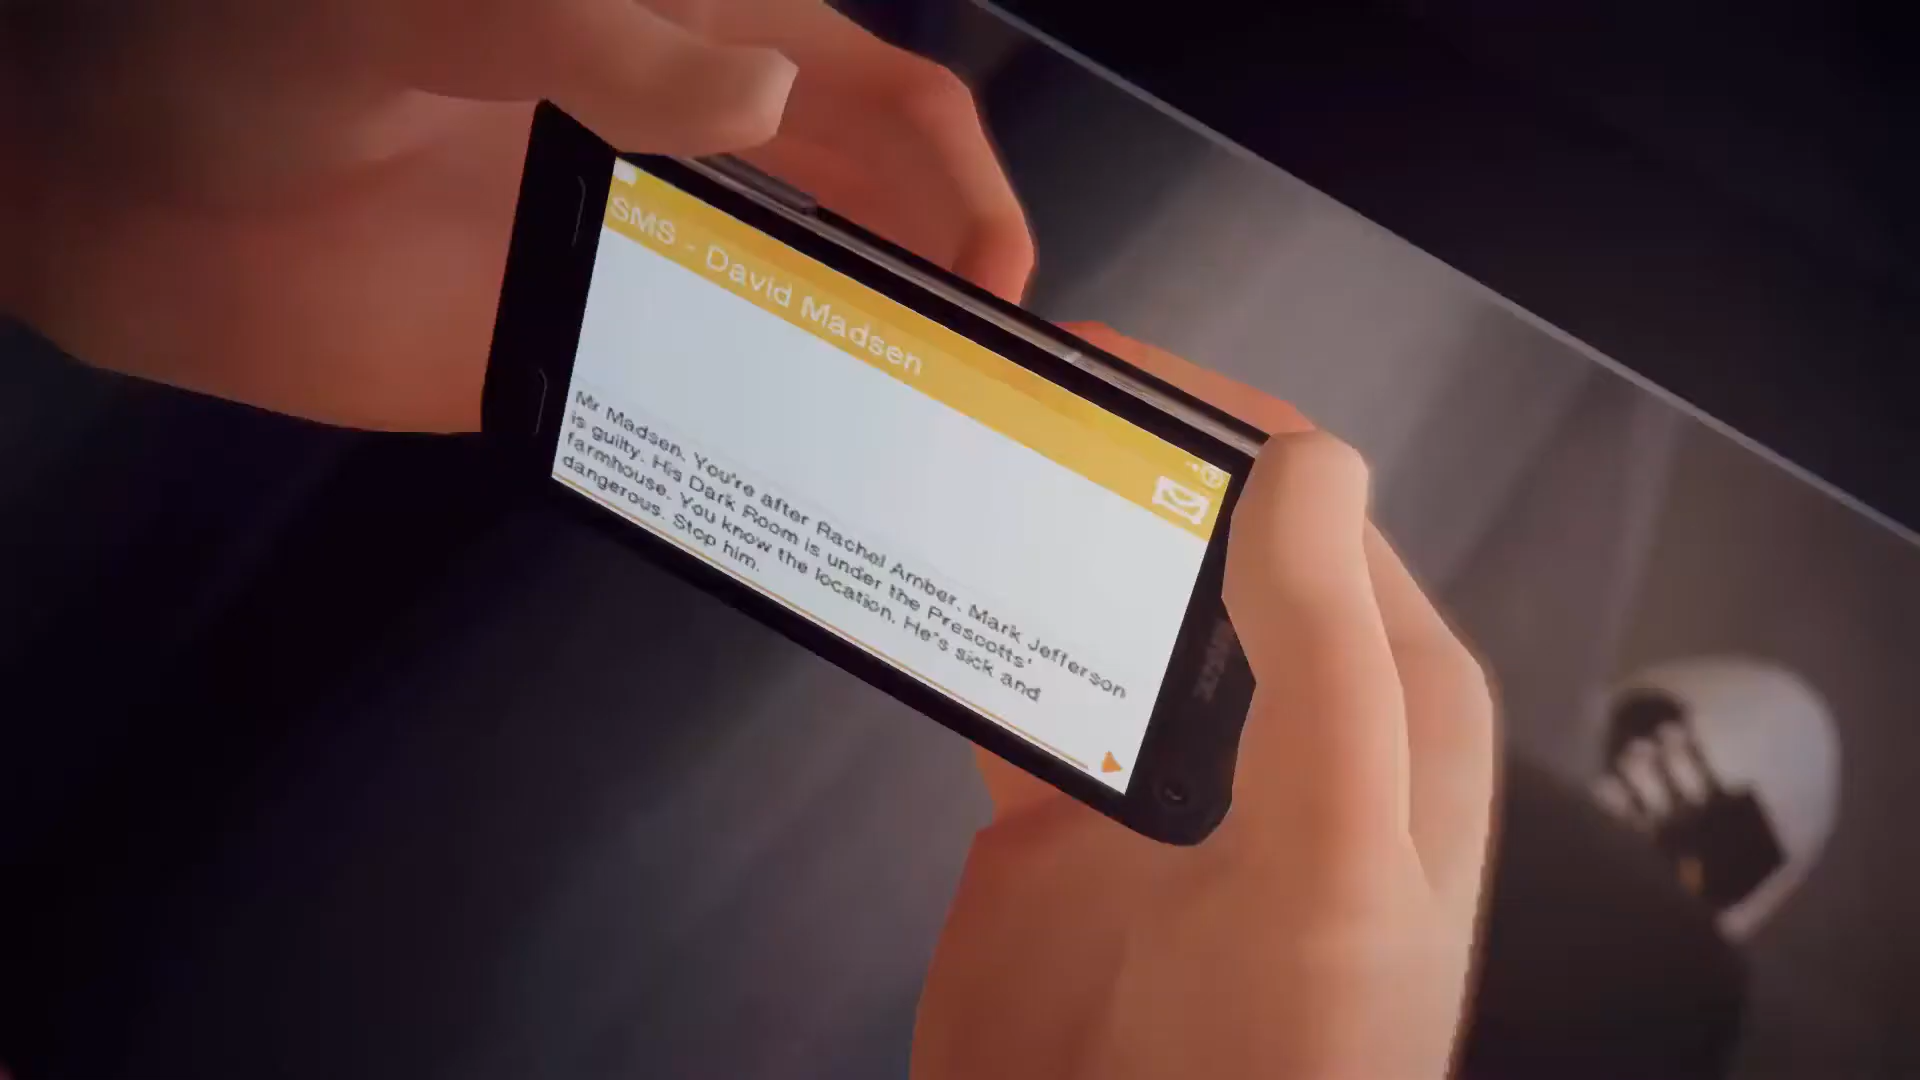 SMS - David Madsen
Mr Madsen. You're after Rachel Amber. Mark Jefferson
is guilty. His Dark Room is under the Prescotts'
farmhouse. You know the location. He's sick and
dangerous. Stop him.